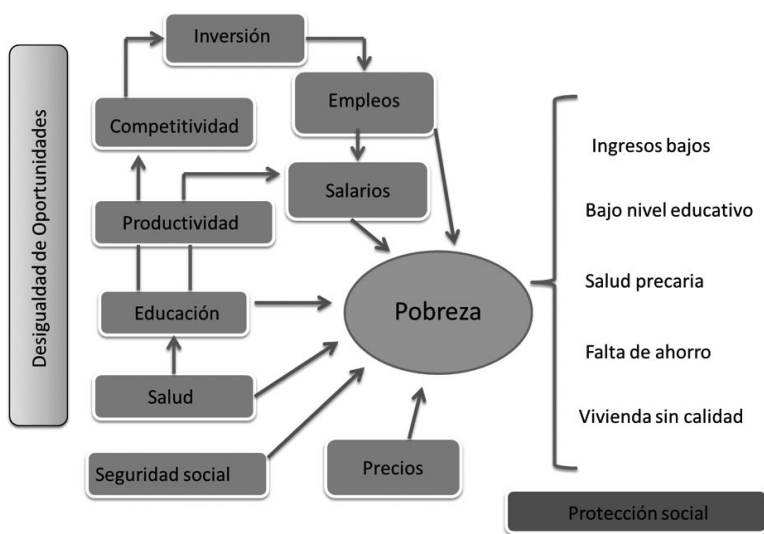 Desigualdad de Oportunidades
Inversión
Empleos
Competitividad
Salarios
Productividad
Educación
Pobreza
Salud
Seguridad social
Precios
Ingresos bajos
Bajo nivel educativo
Salud precaria
Falta de ahorro
Vivienda sin calidad
Protección social